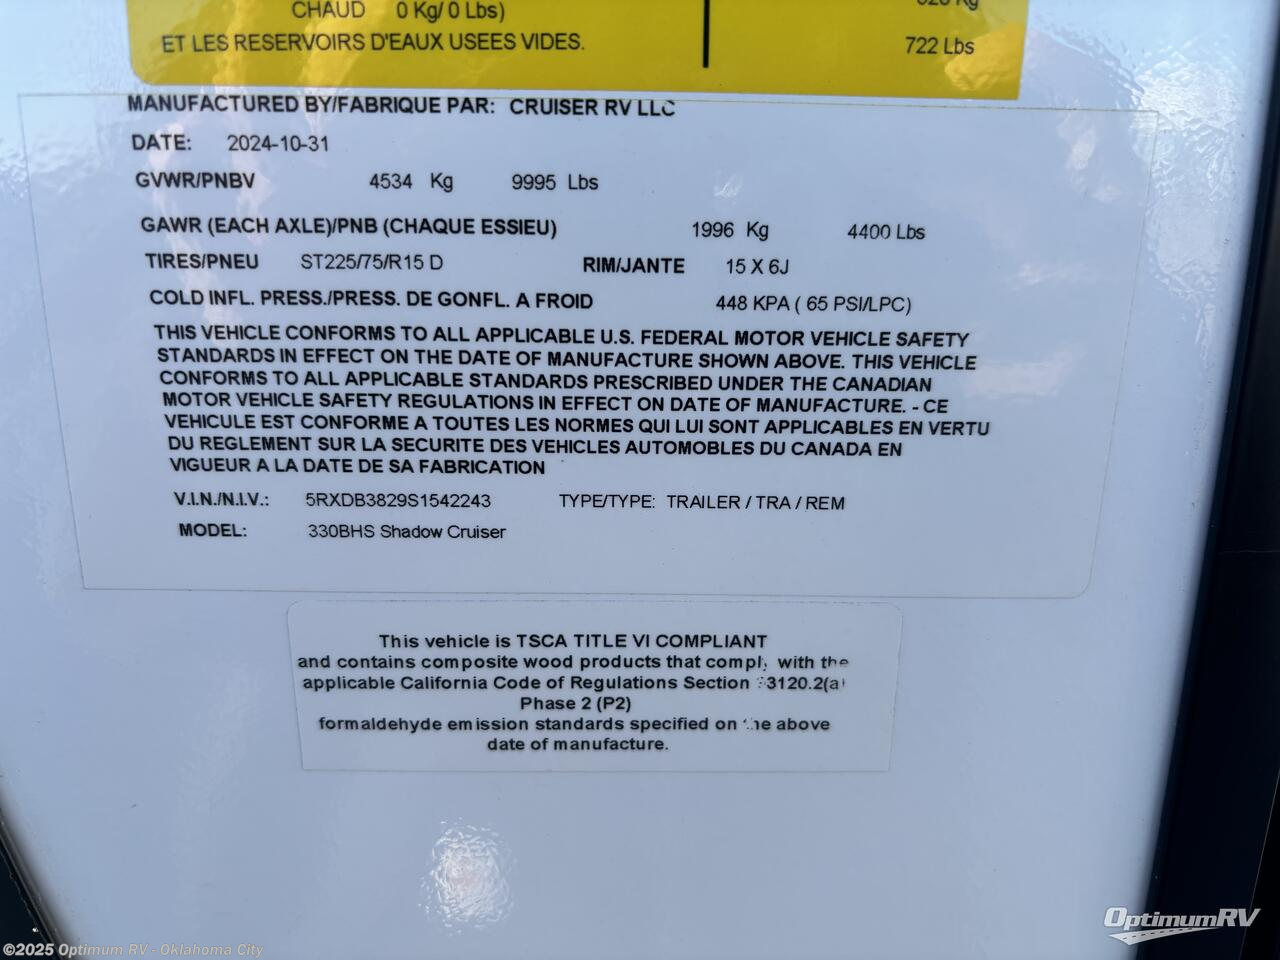 CHAUD 0 Kg/ 0 Lbs)
ET LES RESERVOIRS D'EAUX USEES VIDES.
722 Lbs
MANUFACTURED BY/FABRIQUE PAR: CRUISER RV LLC
DATE: 2024-10-31
GVWR/PNBV 4534 Kg 9995 Lbs
GAWR (EACH AXLE)/PNB (CHAQUE ESSIEU) 1996 Kg 4400 Lbs
TIRES/PNEU ST225/75/R15 D RIM/JANTE 15 X 6J
COLD INFL. PRESS./PRESS. DE GONFL. A FROID 448 KPA ( 65 PSI/LPC)
THIS VEHICLE CONFORMS TO ALL APPLICABLE U.S. FEDERAL MOTOR VEHICLE SAFETY
STANDARDS IN EFFECT ON THE DATE OF MANUFACTURE SHOWN ABOVE. THIS VEHICLE
CONFORMS TO ALL APPLICABLE STANDARDS PRESCRIBED UNDER THE CANADIAN
MOTOR VEHICLE SAFETY REGULATIONS IN EFFECT ON DATE OF MANUFACTURE. - CE
VEHICULE EST CONFORME A TOUTES LES NORMES QUI LUI SONT APPLICABLES EN VERTU
DU REGLEMENT SUR LA SECURITE DES VEHICLES AUTOMOBLES DU CANADA EN
VIGUEUR A LA DATE DE SA FABRICATION
V.I.N./N.I.V.: 5RXDB3829S1542243 TYPE/TYPE: TRAILER / TRA / REM
MODEL: 330BHS Shadow Cruiser
This vehicle is TSCA TITLE VI COMPLIANT
and contains composite wood products that comply with the
applicable California Code of Regulations Section
Phase 2 (P2)
formaldehyde emission standards specified on the above
date of manufacture.
OptimumRV
©2025 Optimum RV - Oklahoma City